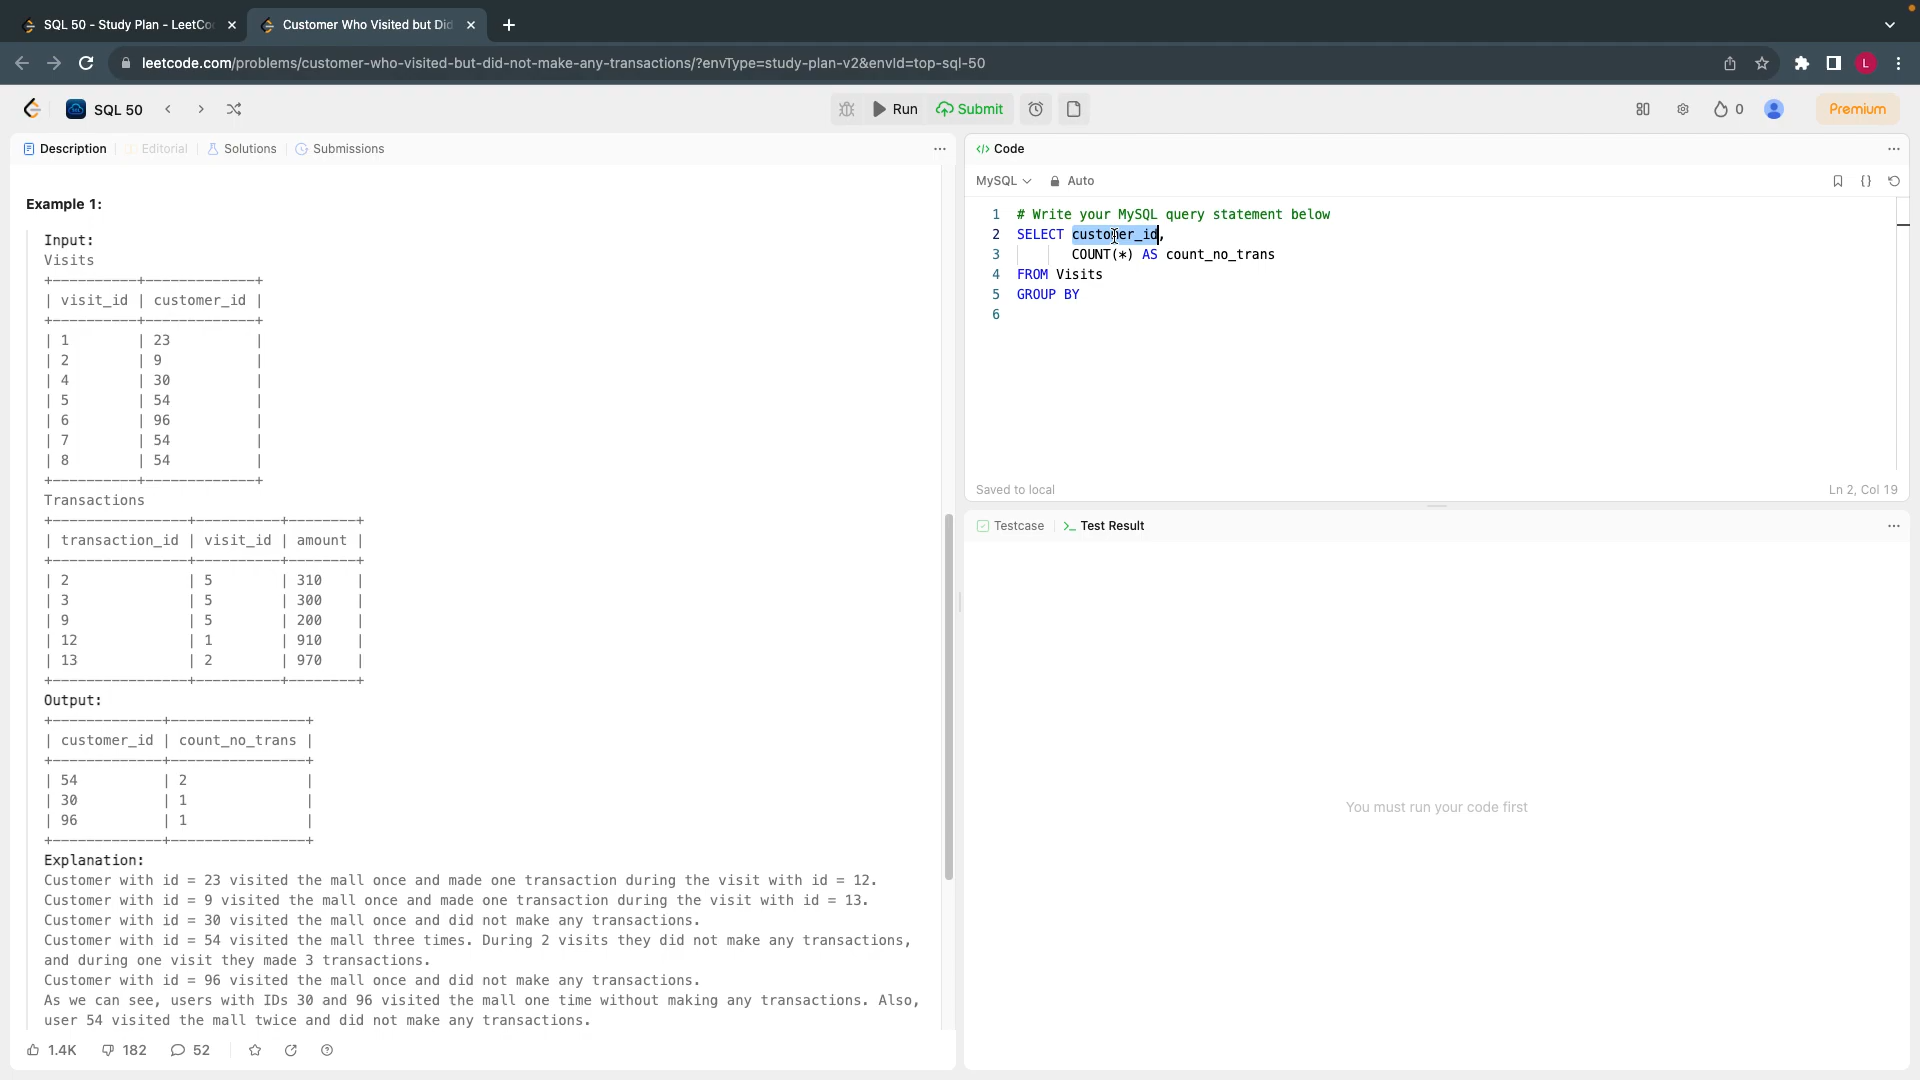 SQL 50 - Study Plan - LeetCo
Customer Who Visited but Did
leetcode.com/problems/customer-who-visited-but-did-not-make-any-transactions/?envType=study-plan-v2&envId=top-sql-50
L
SQL 50
Run
Submit
0
Premium
Description
Editorial
Solutions
Submissions
Example 1:
Input:
Visits
+----------+-------------+
| visit_id | customer_id |
+----------+-------------+
| 1 | 23 |
| 2 | 9 |
| 4 | 30 |
| 5 | 54 |
| 6 | 96 |
| 7 | 54 |
| 8 | 54 |
+----------+-------------+
Transactions
+----------------+----------+--------+
| transaction_id | visit_id | amount |
+----------------+----------+--------+
| 2 | 5 | 310 |
| 3 | 5 | 300 |
| 9 | 5 | 200 |
| 12 | 1 | 910 |
| 13 | 2 | 970 |
+----------------+----------+--------+
Output:
+-------------+----------------+
| customer_id | count_no_trans |
+-------------+----------------+
| 54 | 2 |
| 30 | 1 |
| 96 | 1 |
+-------------+----------------+
Explanation:
Customer with id = 23 visited the mall once and made one transaction during the visit with id = 12.
Customer with id = 9 visited the mall once and made one transaction during the visit with id = 13.
Customer with id = 30 visited the mall once and did not make any transactions.
Customer with id = 54 visited the mall three times. During 2 visits they did not make any transactions,
and during one visit they made 3 transactions.
Customer with id = 96 visited the mall once and did not make any transactions.
As we can see, users with IDs 30 and 96 visited the mall one time without making any transactions. Also,
user 54 visited the mall twice and did not make any transactions.
1.4K
182
52
Code
MySQL
Auto
1 # Write your MySQL query statement below
2 SELECT customer_id,
3 COUNT(*) AS count_no_trans
4 FROM Visits
5 GROUP BY
6
Saved to local
Ln 2, Col 19
Testcase
Test Result
You must run your code first